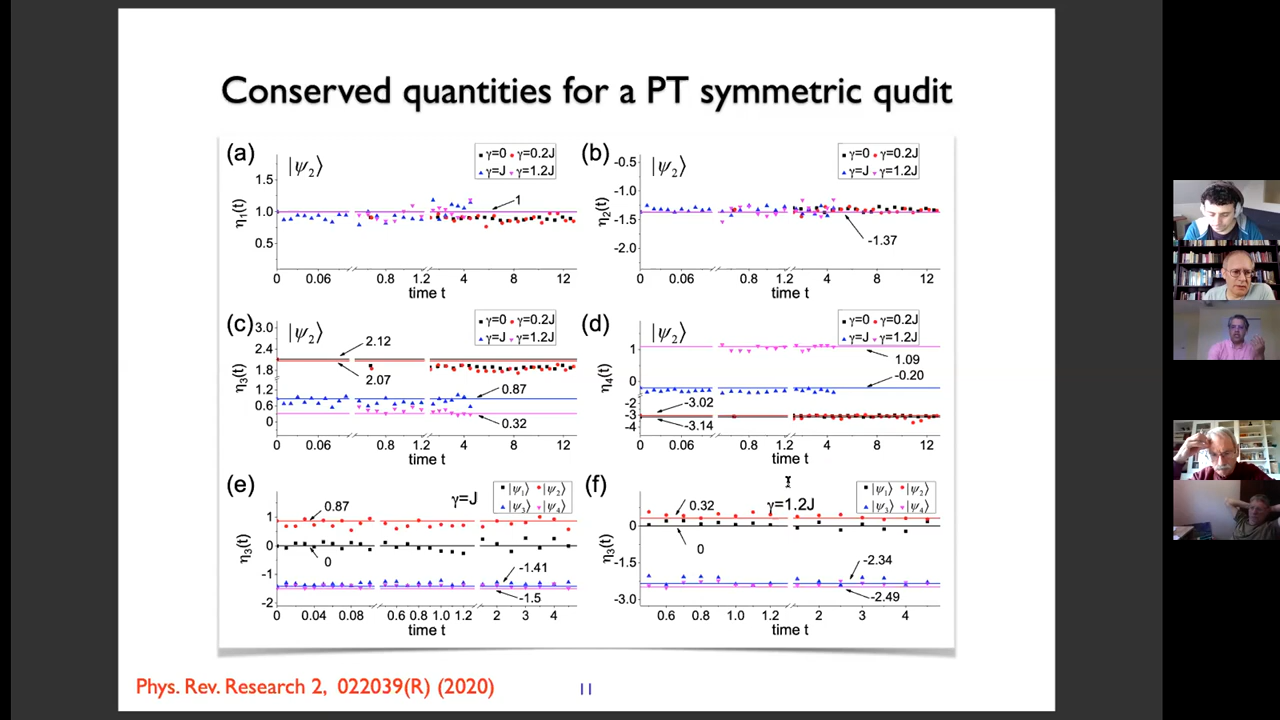 Conserved quantities for a PT symmetric qudit
(a)
|ψ₂⟩
γ=0 γ=0.2J
γ=J γ=1.2J
η₁(t)
1.5
1.0
0.5
1
0 0.06 0.8 1.2 4 8 12
time t
(b)
|ψ₂⟩
γ=0 γ=0.2J
γ=J γ=1.2J
η₂(t)
-0.5
-1.0
-1.5
-2.0
-1.37
0 0.06 0.8 1.2 4 8 12
time t
(c)
|ψ₂⟩
γ=0 γ=0.2J
γ=J γ=1.2J
η₃(t)
3.0
2.4
1.8
1.2
0.6
0
2.12
2.07
0.87
0.32
0 0.06 0.8 1.2 4 8 12
time t
(d)
|ψ₂⟩
γ=0 γ=0.2J
γ=J γ=1.2J
η₄(t)
1
0
-2
-3
-4
1.09
-0.20
-3.02
-3.14
0 0.06 0.8 1.2 4 8 12
time t
(e)
γ=J
|ψ₁⟩ |ψ₂⟩
|ψ₃⟩ |ψ₄⟩
η₃(t)
1
0
-1
-2
0.87
0
-1.41
-1.5
0 0.04 0.08 0.6 0.8 1.0 1.2 2 3 4
time t
(f)
γ=1.2J
|ψ₁⟩ |ψ₂⟩
|ψ₃⟩ |ψ₄⟩
η₃(t)
0
-1.5
-3.0
0.32
0
-2.34
-2.49
0.6 0.8 1.0 1.2 2 3 4
time t
Phys. Rev. Research 2, 022039(R) (2020)
11